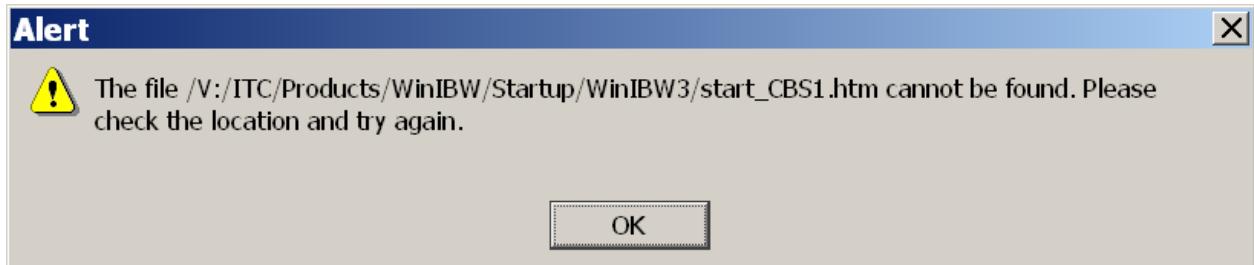 Alert
The file /V:/ITC/Products/WinIBW/Startup/WinIBW3/start_CBS1.htm cannot be found. Please
check the location and try again.
OK